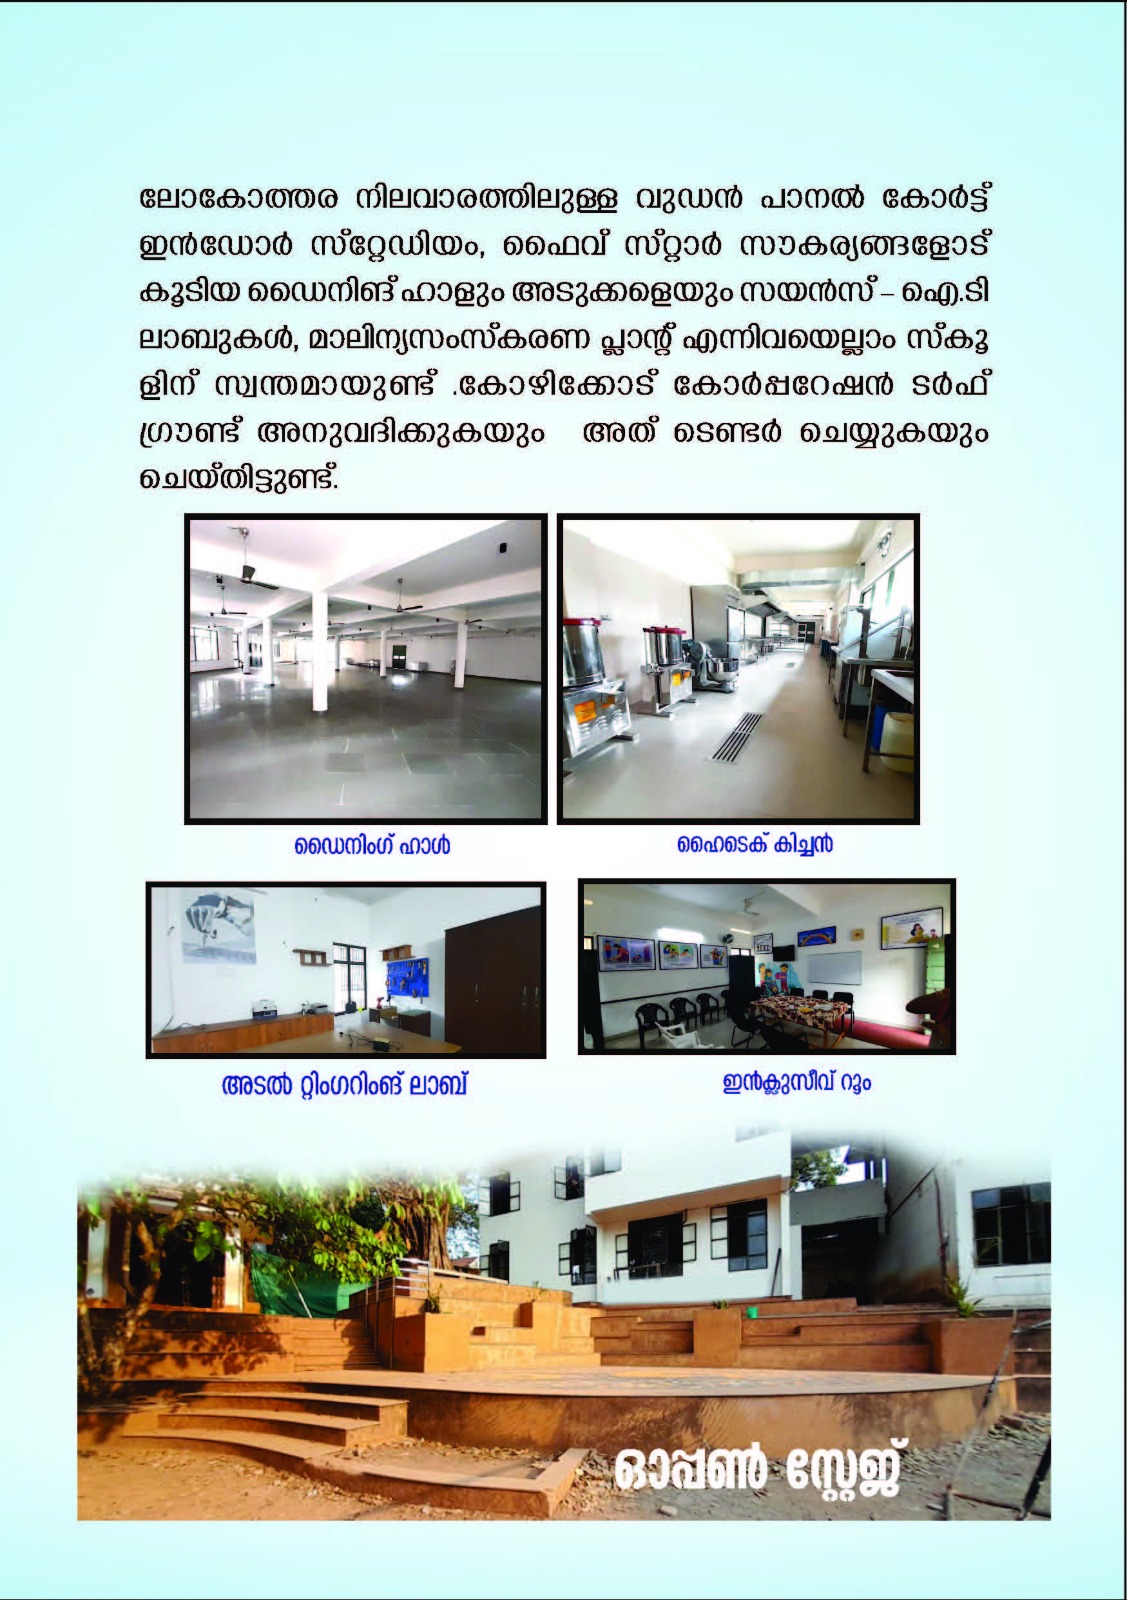 ലോകോത്തര നിലവാരത്തിലുള്ള വുഡൻ പാനൽ കോർട്ട്
ഇൻഡോർ സ്റ്റേഡിയം, ഫൈവ് സ്റ്റാർ സൗകര്യങ്ങളോട്
കൂടിയ ഡൈനിങ് ഹാളും അടുക്കളെയും സയൻസ് – ഐ.ടി
ലാബുകൾ, മാലിന്യസംസ്കരണ പ്ലാന്റ് എന്നിവയെല്ലാം സ്കൂ
ളിന് സ്വന്തമായുണ്ട് .കോഴിക്കോട് കോർപ്പറേഷൻ ടർഫ്
ഗ്രൗണ്ട് അനുവദിക്കുകയും അത് ടെണ്ടർ ചെയ്യുകയും
ചെയ്തിട്ടുണ്ട്.
ഡൈനിംഗ് ഹാൾ
ഹൈടെക് കിച്ചൻ
അടൽ റ്റിംഗറിംങ് ലാബ്
ഇൻക്ലുസീവ് റൂം
ഓപ്പൺ സ്റ്റേജ്